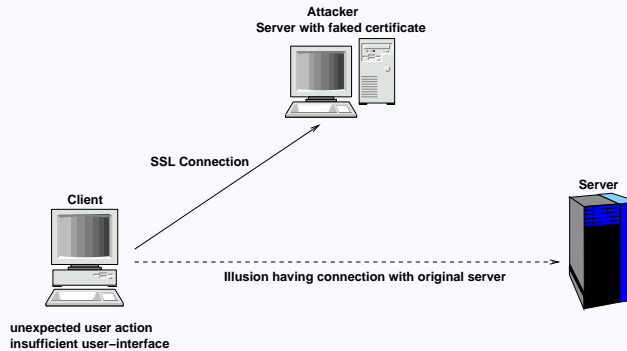 Attacker
Server with faked certificate
SSL Connection
Client
Server
Illusion having connection with original server
unexpected user action
insufficient user−interface